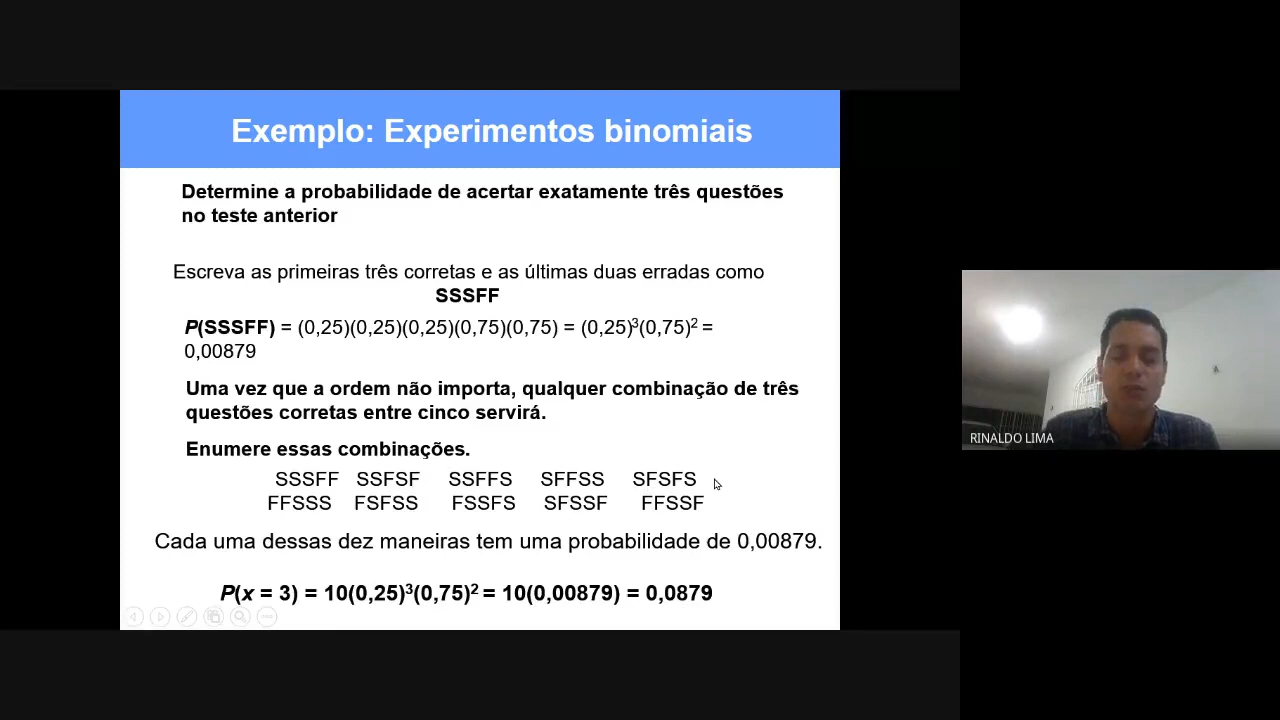 Exemplo: Experimentos binomiais
Determine a probabilidade de acertar exatamente três questões
no teste anterior
Escreva as primeiras três corretas e as últimas duas erradas como
SSSFF
P(SSSFF) = (0,25)(0,25)(0,25)(0,75)(0,75) = (0,25)³(0,75)² =
0,00879
Uma vez que a ordem não importa, qualquer combinação de três
questões corretas entre cinco servirá.
Enumere essas combinações.
SSSFF SSFSF SSFFS SFFSS SFSFS
FFSSS FSFSS FSSFS SFSSF FFSSF
Cada uma dessas dez maneiras tem uma probabilidade de 0,00879.
P(x = 3) = 10(0,25)³(0,75)² = 10(0,00879) = 0,0879
RINALDO LIMA